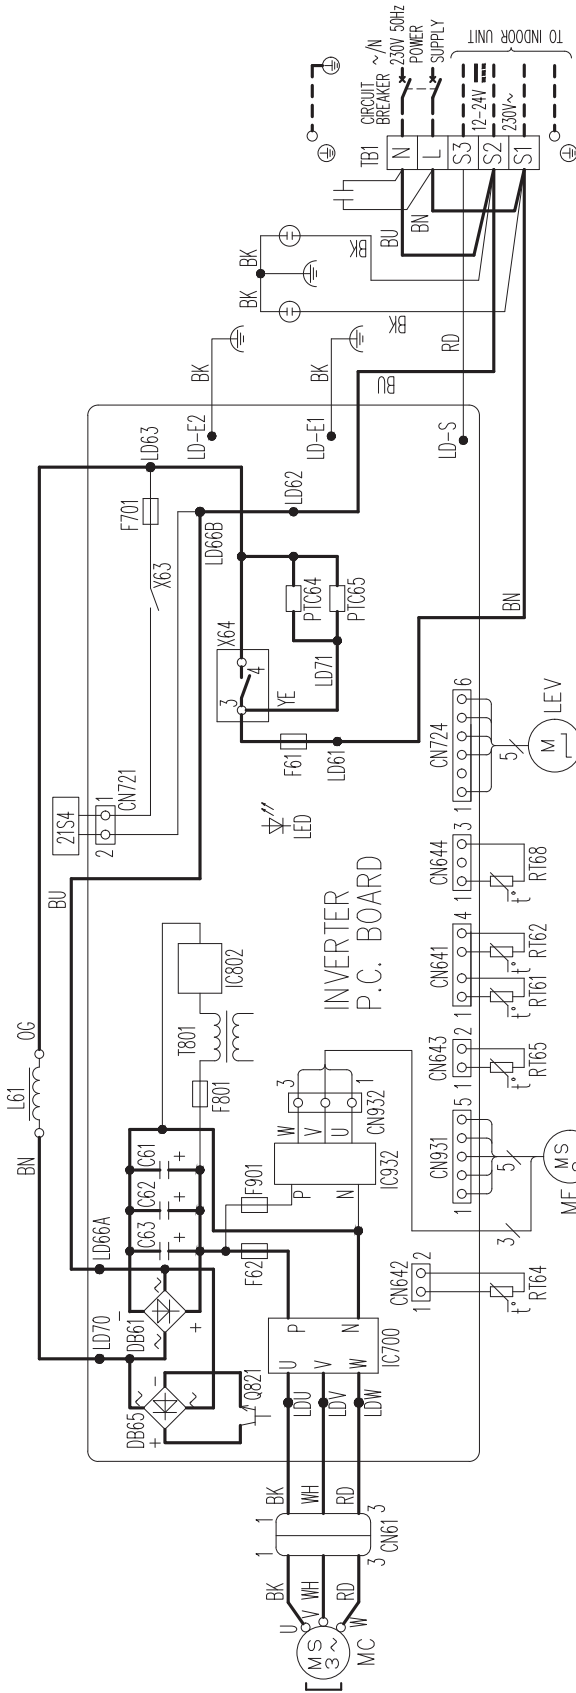 L61
BN
OG
BU
LD70
LD66A
21S4
2
1
CN721
F701
LD63
X63
DB65
DB61
C63
C62
C61
+
-
~
~
-
+
~
~
+
+
+
Q821
F801
T801
IC802
LD66B
LD-E2
BK
BK
BK
F62
F901
X64
3
4
YE
PTC64
PTC65
LD62
LD71
F61
LD61
LED
LD-E1
BK
BK
BK
BU
LD-S
RD
BU
BN
BN
INVERTER
P.C. BOARD
U
V
W
MS
3~
MC
BK
WH
RD
1
3
CN61
1
3
BK
WH
RD
LDU
LDV
LDW
U
V
W
P
N
IC700
P
N
W
V
U
IC932
3
1
CN932
CN642
1
2
RT64
t°
3
CN931
1
5
5
MS
CN643
1
2
RT65
t°
CN641
1
4
RT61
t°
RT62
t°
CN644
1
3
RT68
t°
CN724
1
6
5
M
LEV
TB1
N
L
S3
S2
S1
CIRCUIT
BREAKER
~/N
230V 50Hz
POWER
SUPPLY
12-24V
230V~
TO INDOOR UNIT